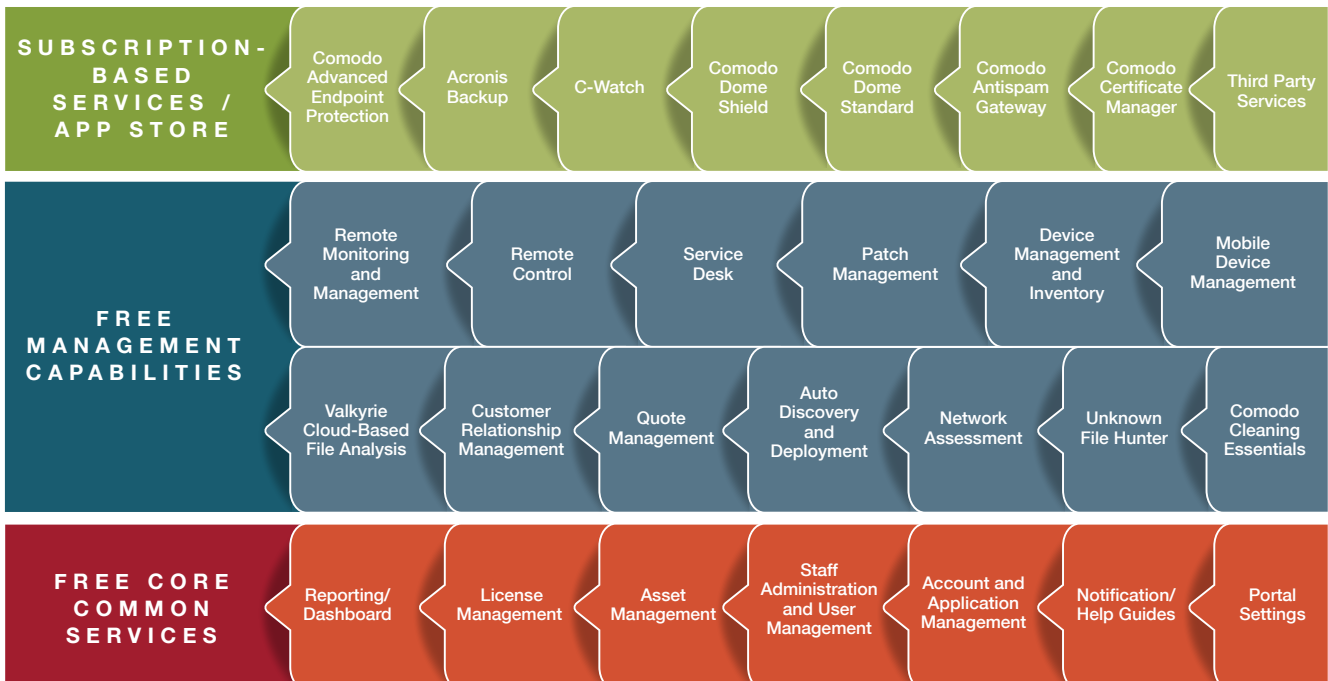 SUBSCRIPTION-
BASED
SERVICES /
APP STORE
Comodo
Advanced
Endpoint
Protection
Acronis
Backup
C-Watch
Comodo
Dome
Shield
Comodo
Dome
Standard
Comodo
Antispam
Gateway
Comodo
Certificate
Manager
Third Party
Services
FREE
MANAGEMENT
CAPABILITIES
Remote
Monitoring
and
Management
Remote
Control
Service
Desk
Patch
Management
Device
Management
and
Inventory
Mobile
Device
Management
Valkyrie
Cloud-Based
File Analysis
Customer
Relationship
Management
Quote
Management
Auto
Discovery
and
Deployment
Network
Assessment
Unknown
File Hunter
Comodo
Cleaning
Essentials
FREE CORE
COMMON
SERVICES
Reporting/
Dashboard
License
Management
Asset
Management
Staff
Administration
and User
Management
Account and
Application
Management
Notification/
Help Guides
Portal
Settings